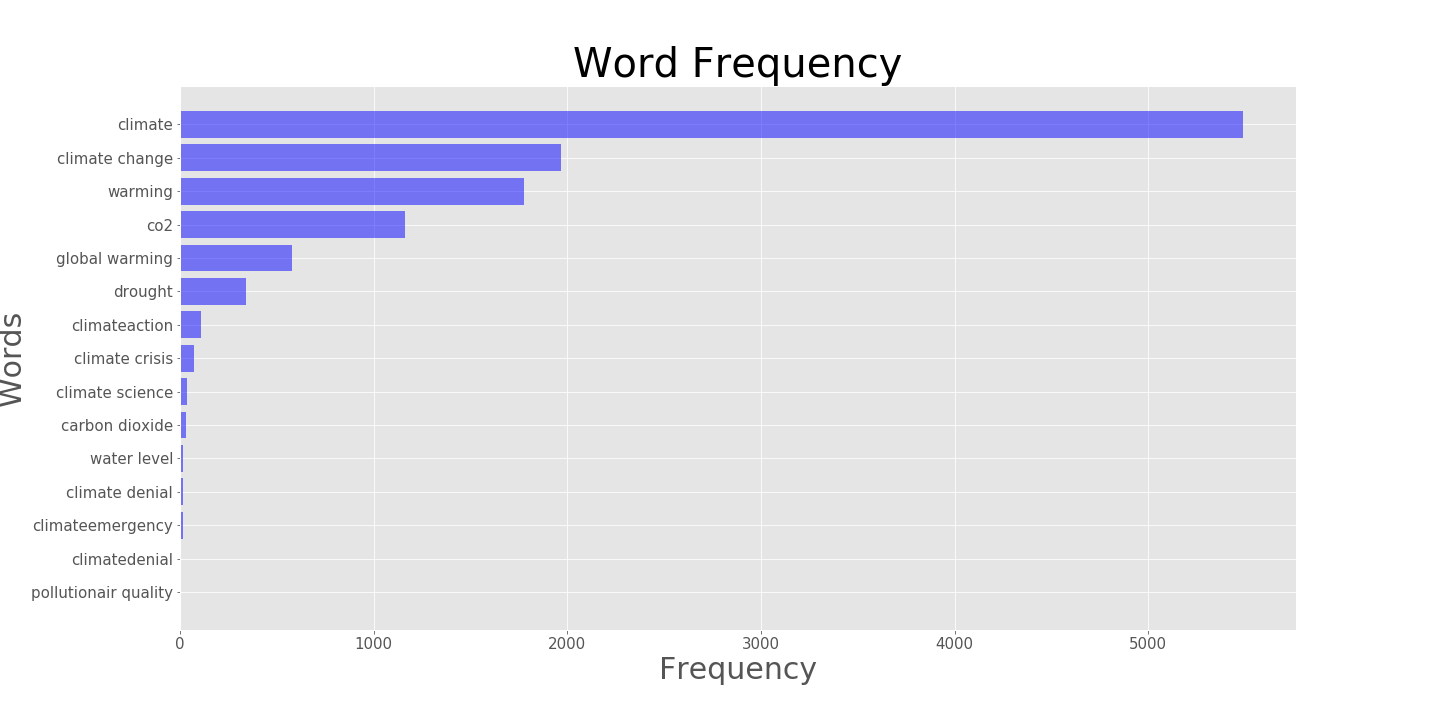 Word Frequency
climate
climate change
warming
co2
global warming
drought
climateaction
climate crisis
climate science
carbon dioxide
water level
climate denial
climateemergency
climatedenial
pollutionair quality
Words
0 1000 2000 3000 4000 5000
Frequency